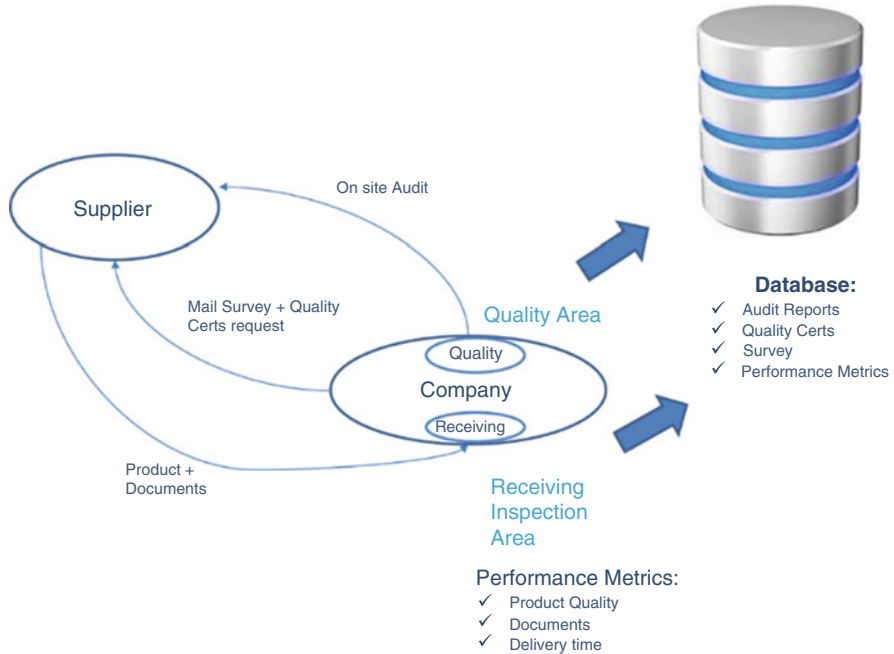 On site Audit
Supplier
Mail Survey + Quality
Certs request
Quality Area
Quality
Company
Receiving
Product +
Documents
Receiving
Inspection
Area
Database:
✓ Audit Reports
✓ Quality Certs
✓ Survey
✓ Performance Metrics
Performance Metrics:
✓ Product Quality
✓ Documents
✓ Delivery time